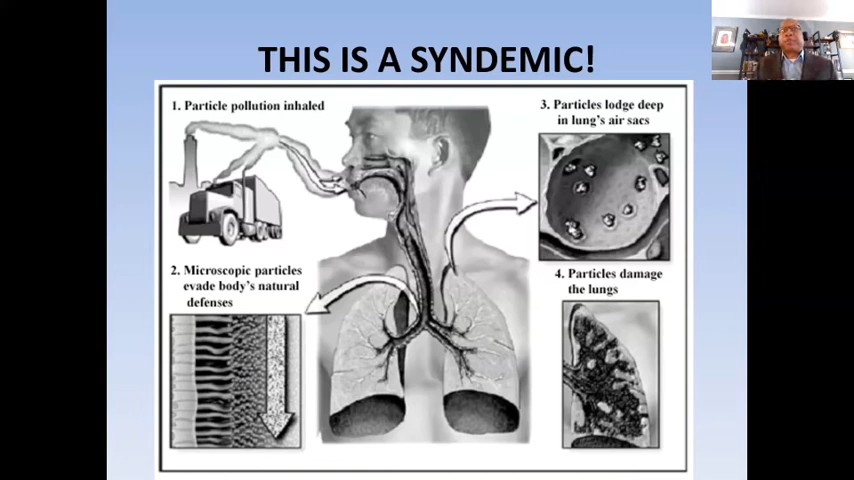 THIS IS A SYNDEMIC!
1. Particle pollution inhaled
2. Microscopic particles
evade body's natural
defenses
3. Particles lodge deep
in lung's air sacs
4. Particles damage
the lungs